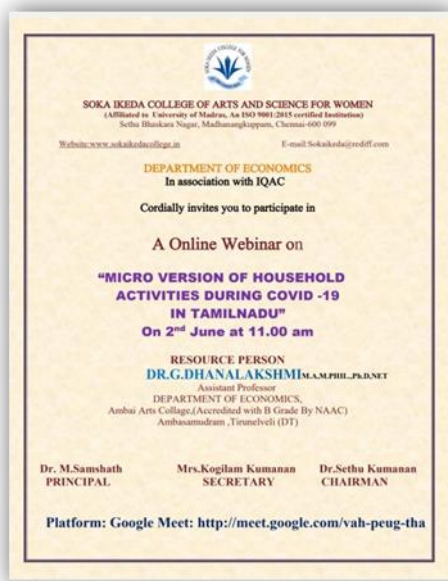 SOKA IKEDA COLLEGE OF ARTS AND SCIENCE FOR WOMEN
(Affiliated to University of Madras, An ISO 9001:2015 certified Institution)
Sethu Bhaskara Nagar, Madhanangkuppam, Chennai-600 099
Website:www.sokaikedacollege.in E-mail:Sokaikeda@rediff.com
DEPARTMENT OF ECONOMICS
In association with IQAC
Cordially invites you to participate in
A Online Webinar on
“MICRO VERSION OF HOUSEHOLD
ACTIVITIES DURING COVID -19
IN TAMILNADU”
On 2nd June at 11.00 am
RESOURCE PERSON
DR.G.DHANALAKSHMI M.A,M.PHIL.,Ph.D,NET
Assistant Professor
DEPARTMENT OF ECONOMICS,
Ambai Arts Collage,(Accredited with B Grade By NAAC)
Ambasamudram ,Tirunelveli (DT)
Dr. M.Samshath Mrs.Kogilam Kumanan Dr.Sethu Kumanan
PRINCIPAL SECRETARY CHAIRMAN
Platform: Google Meet: http://meet.google.com/vah-peug-tha